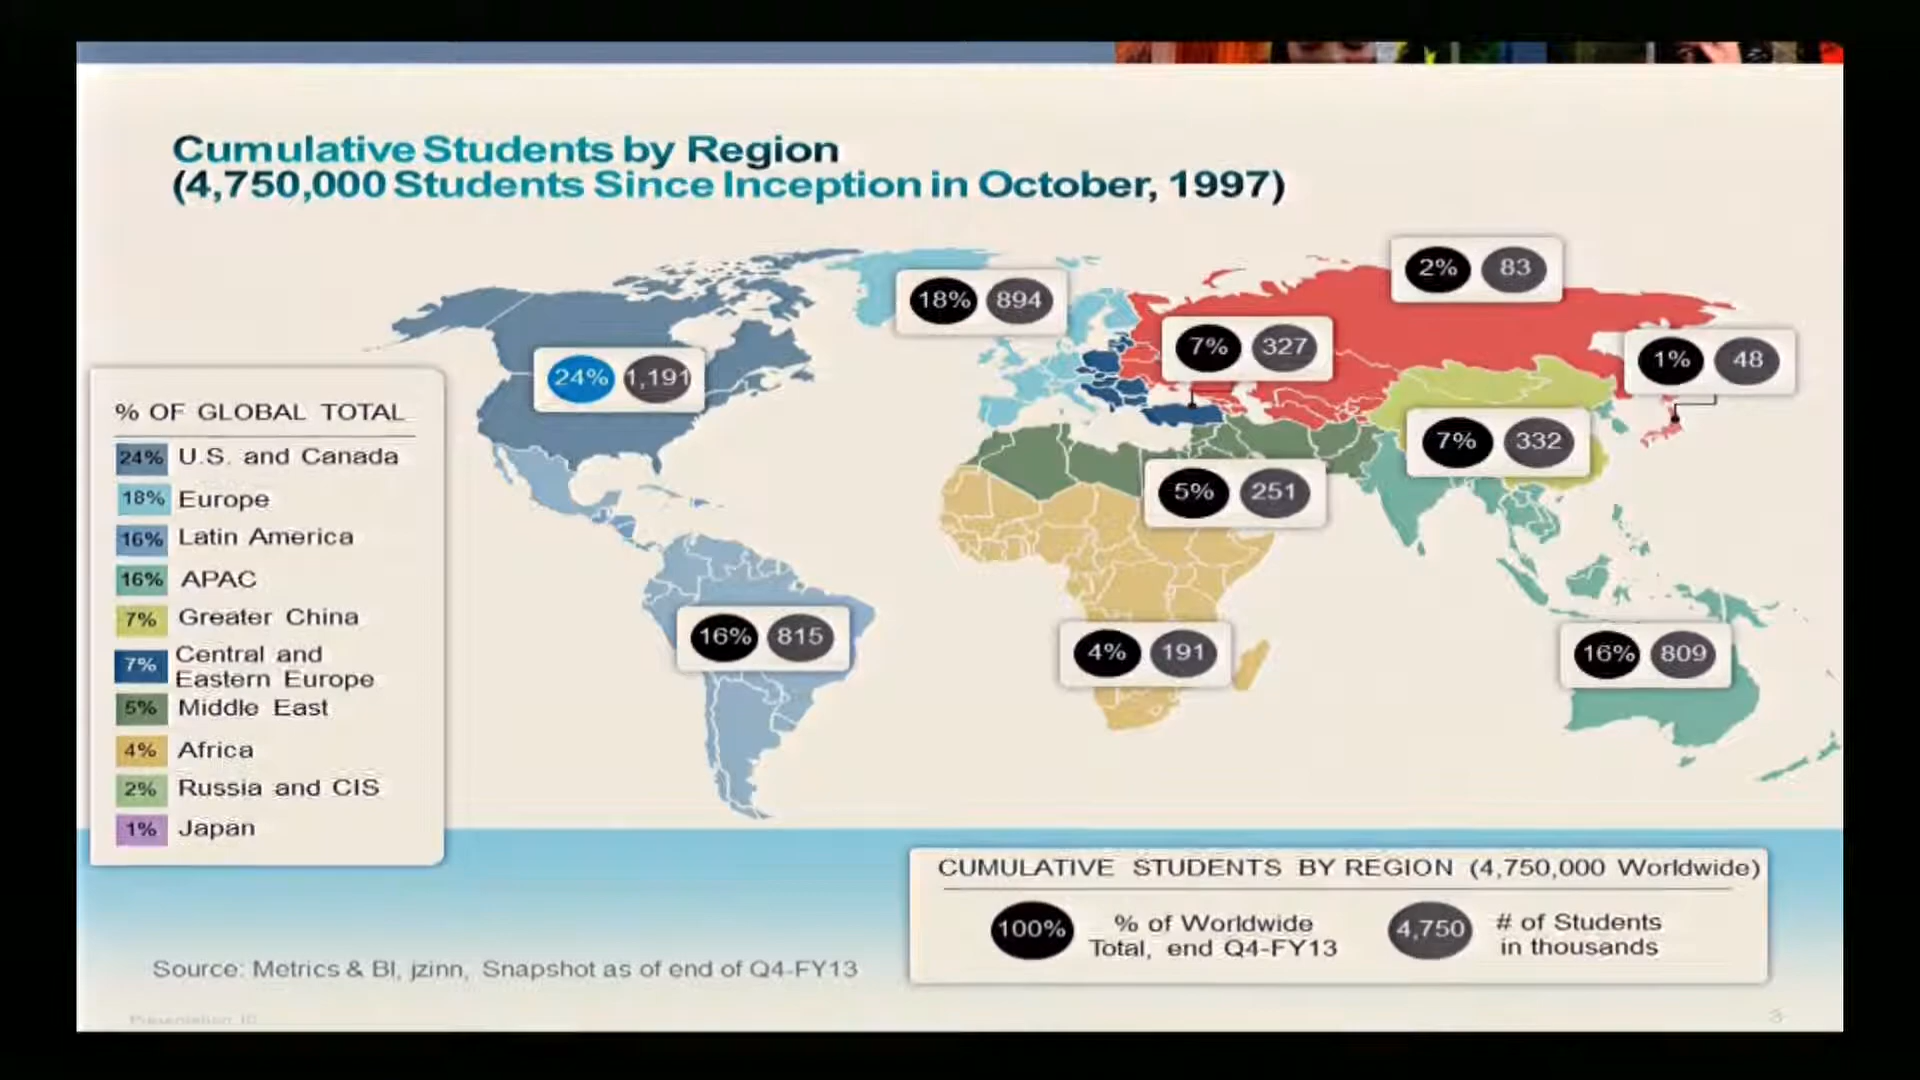 Cumulative Students by Region
(4,750,000 Students Since Inception in October, 1997)
2% 83
18% 894
7% 327
1% 48
24% 1,191
7% 332
5% 251
16% 815
4% 191
16% 809
% OF GLOBAL TOTAL
24% U.S. and Canada
18% Europe
16% Latin America
16% APAC
7% Greater China
7% Central and
Eastern Europe
5% Middle East
4% Africa
2% Russia and CIS
1% Japan
CUMULATIVE STUDENTS BY REGION (4,750,000 Worldwide)
100% % of Worldwide
Total, end Q4-FY13
4,750 # of Students
in thousands
Source: Metrics & BI, jzinn, Snapshot as of end of Q4-FY13
3